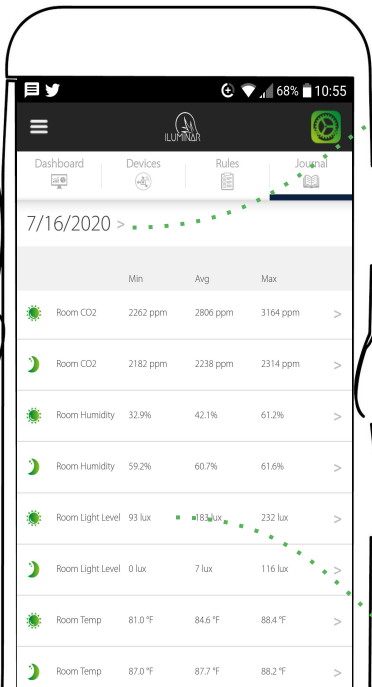 68% 10:55
ILUMINAR
Dashboard Devices Rules Journal
7/16/2020 >
Min Avg Max
Room CO2 2262 ppm 2806 ppm 3164 ppm >
Room CO2 2182 ppm 2238 ppm 2314 ppm >
Room Humidity 32.9% 42.1% 61.2% >
Room Humidity 59.2% 60.7% 61.6% >
Room Light Level 93 lux 183 lux 232 lux >
Room Light Level 0 lux 7 lux 116 lux >
Room Temp 81.0 °F 84.6 °F 88.4 °F >
Room Temp 87.0 °F 87.7 °F 88.2 °F >